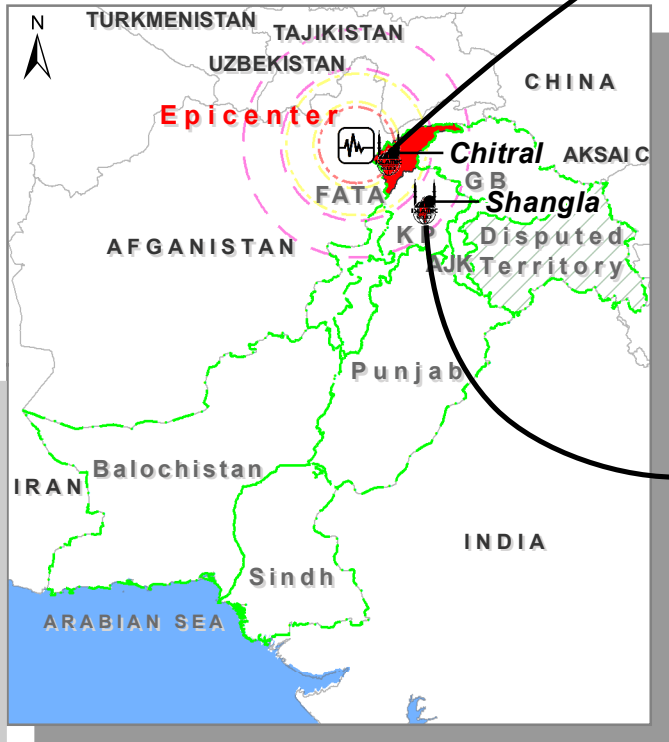 N
TURKMENISTAN
TAJIKISTAN
UZBEKISTAN
CHINA
Epicenter
Chitral
AKSAI C
GB
FATA
Shangla
KP
Disputed
Territory
AFGANISTAN
AJK
Punjab
Balochistan
IRAN
INDIA
Sindh
ARABIAN SEA